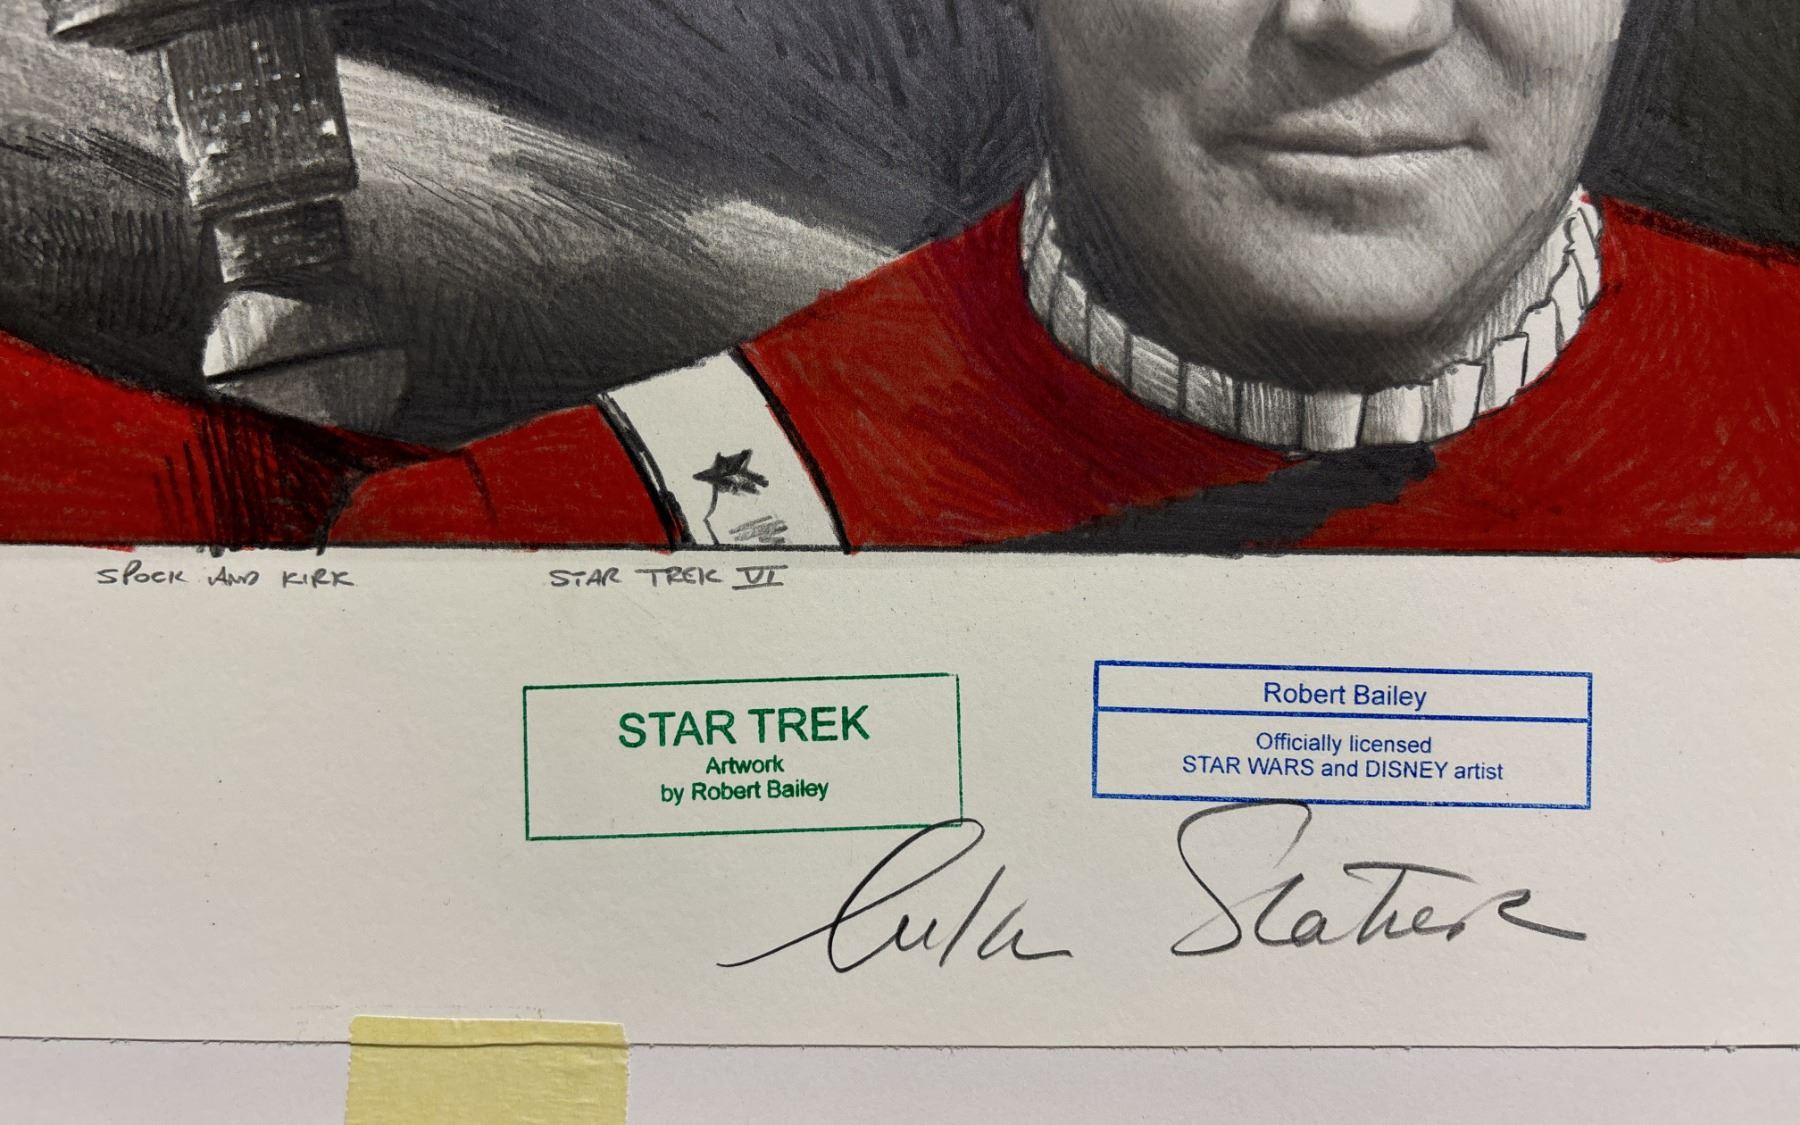 SPOCK AND KIRK STAR TREK VI
STAR TREK
Artwork
by Robert Bailey
Robert Bailey
Officially licensed
STAR WARS and DISNEY artist